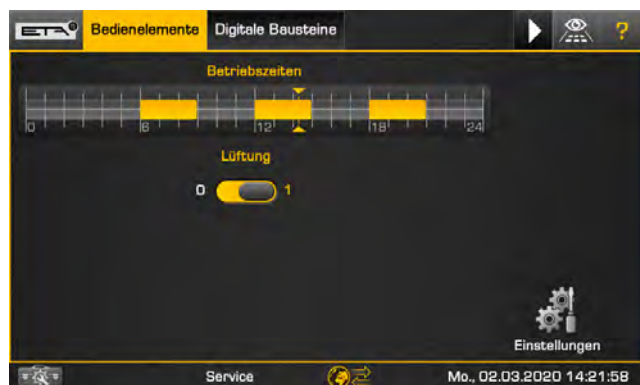 ETA Bedienelemente Digitale Bausteine ?
Betriebszeiten
0 6 12 18 24
Lüftung
0 1
Einstellungen
Service Mo., 02.03.2020 14:21:58